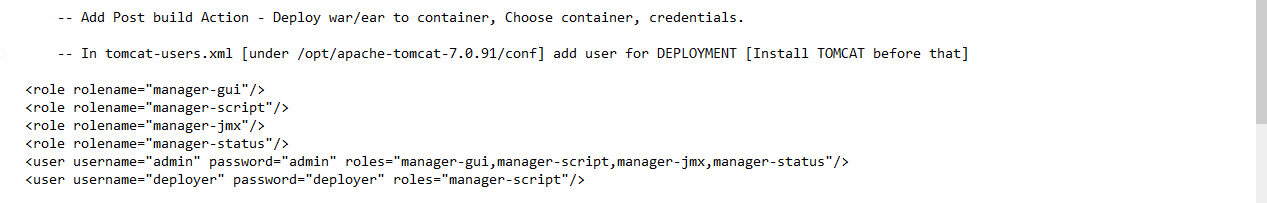 -- Add Post build Action - Deploy war/ear to container, Choose container, credentials.
-- In tomcat-users.xml [under /opt/apache-tomcat-7.0.91/conf] add user for DEPLOYMENT [Install TOMCAT before that]
<role rolename="manager-gui"/>
<role rolename="manager-script"/>
<role rolename="manager-jmx"/>
<role rolename="manager-status"/>
<user username="admin" password="admin" roles="manager-gui,manager-script,manager-jmx,manager-status"/>
<user username="deployer" password="deployer" roles="manager-script"/>